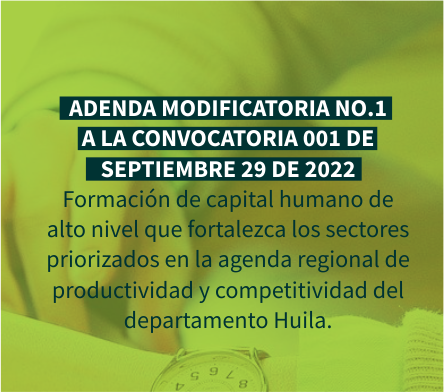 ADENDA MODIFICATORIA NO.1
A LA CONVOCATORIA 001 DE
SEPTIEMBRE 29 DE 2022
Formación de capital humano de
alto nivel que fortalezca los sectores
priorizados en la agenda regional de
productividad y competitividad del
departamento Huila.